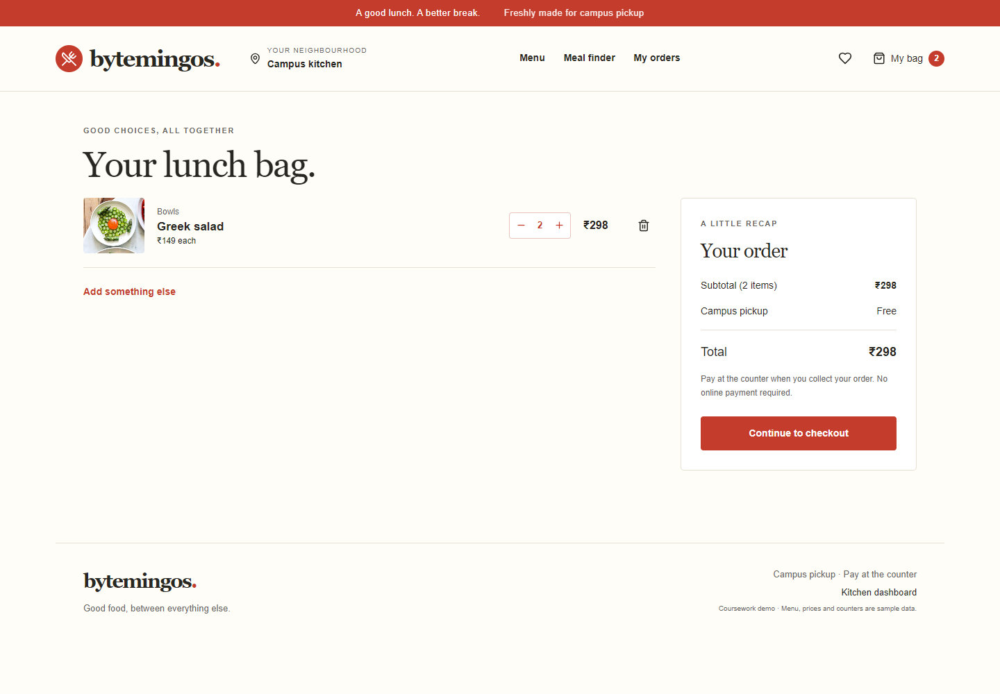 A good lunch. A better break. Freshly made for campus pickup
bytemingos.
YOUR NEIGHBOURHOOD
Campus kitchen
Menu Meal finder My orders
My bag 2
GOOD CHOICES, ALL TOGETHER
Your lunch bag.
Bowls
Greek salad
₹149 each
2 ₹298
Add something else
A LITTLE RECAP
Your order
Subtotal (2 items) ₹298
Campus pickup Free
Total ₹298
Pay at the counter when you collect your order. No
online payment required.
Continue to checkout
bytemingos.
Good food, between everything else.
Campus pickup · Pay at the counter
Kitchen dashboard
Coursework demo · Menu, prices and counters are sample data.